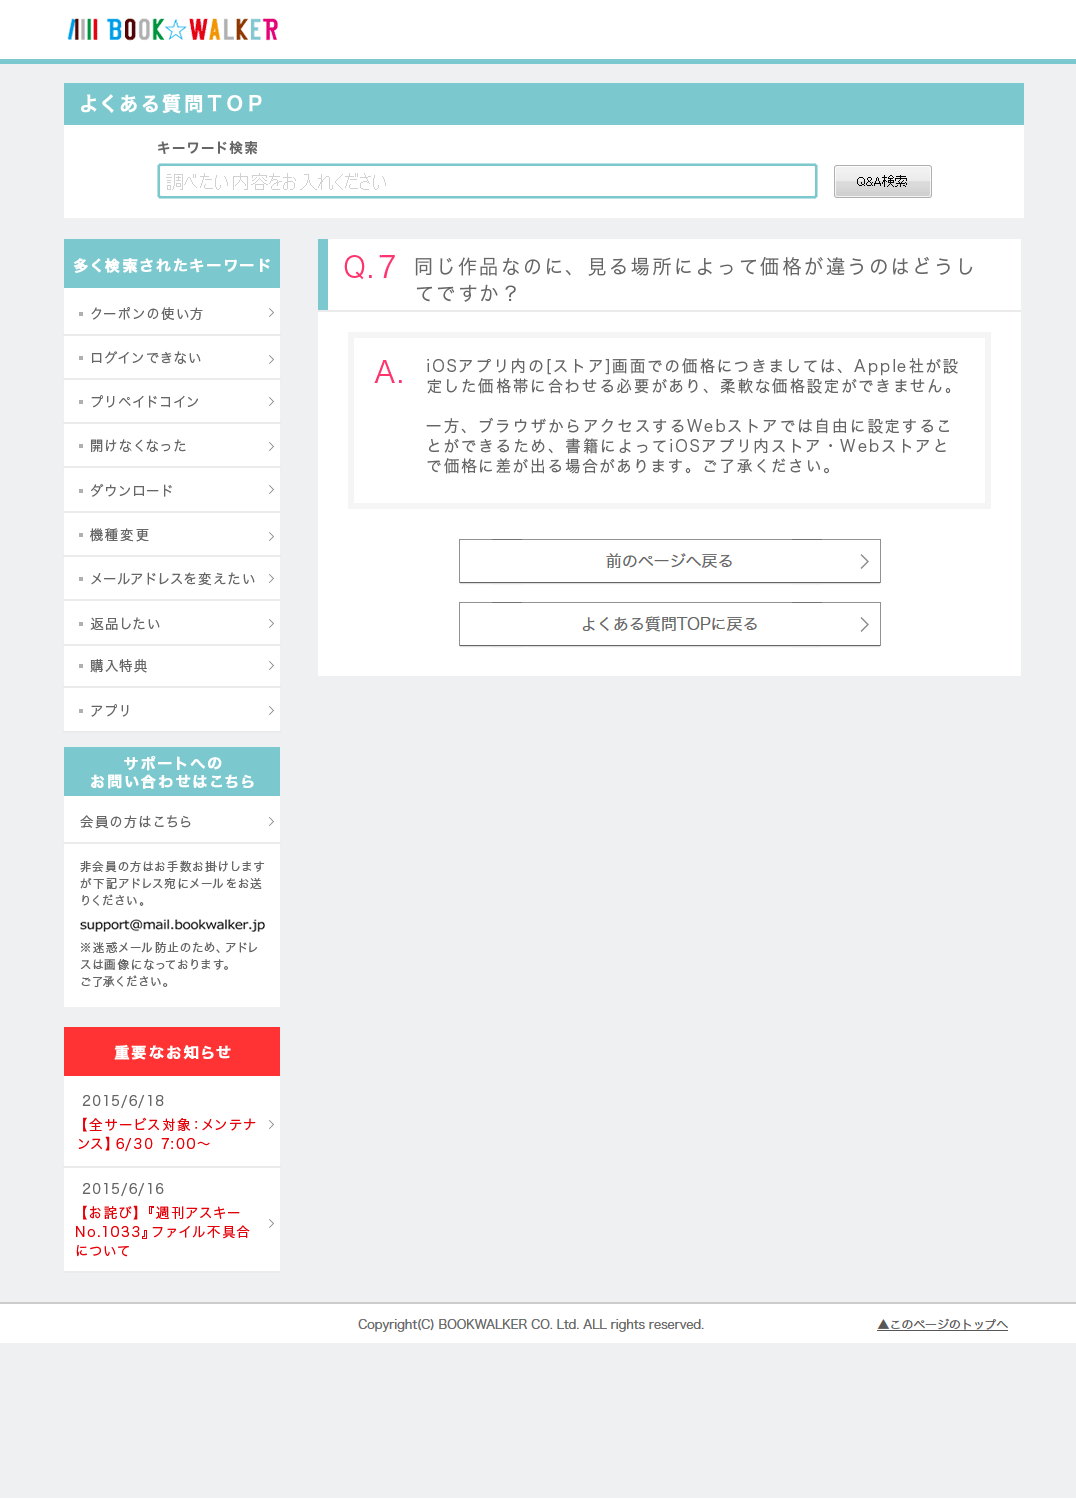 BOOK☆WALKER
よくある質問TOP
キーワード検索
調べたい内容をお入れください
Q&A検索
多く検索されたキーワード
クーポンの使い方
ログインできない
プリペイドコイン
開けなくなった
ダウンロード
機種変更
メールアドレスを変えたい
返品したい
購入特典
アプリ
サポートへの
お問い合わせはこちら
会員の方はこちら
非会員の方はお手数お掛けします
が下記アドレス宛にメールをお送
りください。
support@mail.bookwalker.jp
※迷惑メール防止のため、アドレ
スは画像になっております。
ご了承ください。
重要なお知らせ
2015/6/18
【全サービス対象：メンテナ
ンス】6/30 7:00～
2015/6/16
【お詫び】『週刊アスキー
No.1033』ファイル不具合
について
Q.7 同じ作品なのに、見る場所によって価格が違うのはどうし
てですか？
A. iOSアプリ内の[ストア]画面での価格につきましては、Apple社が設
定した価格帯に合わせる必要があり、柔軟な価格設定ができません。
一方、ブラウザからアクセスするWebストアでは自由に設定するこ
とができるため、書籍によってiOSアプリ内ストア・Webストアと
で価格に差が出る場合があります。ご了承ください。
前のページへ戻る
よくある質問TOPに戻る
Copyright(C) BOOKWALKER CO. Ltd. ALL rights reserved.
▲このページのトップへ